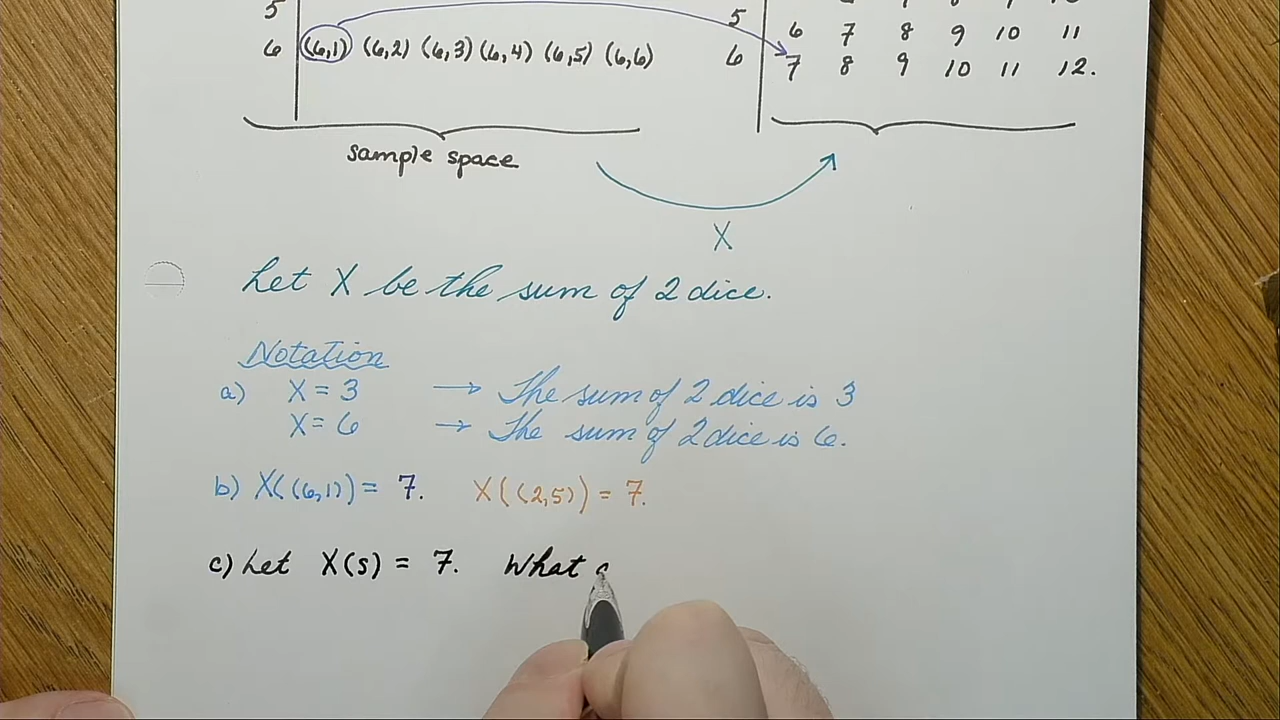 5
6 (6,1) (6,2) (6,3) (6,4) (6,5) (6,6)
5 6 7 8 9 10 11
6 7 8 9 10 11 12.
sample space
X
Let X be the sum of 2 dice.
Notation
a) X = 3 → The sum of 2 dice is 3
X = 6 → The sum of 2 dice is 6.
b) X((6,1)) = 7. X((2,5)) = 7.
c) Let X(s) = 7. What